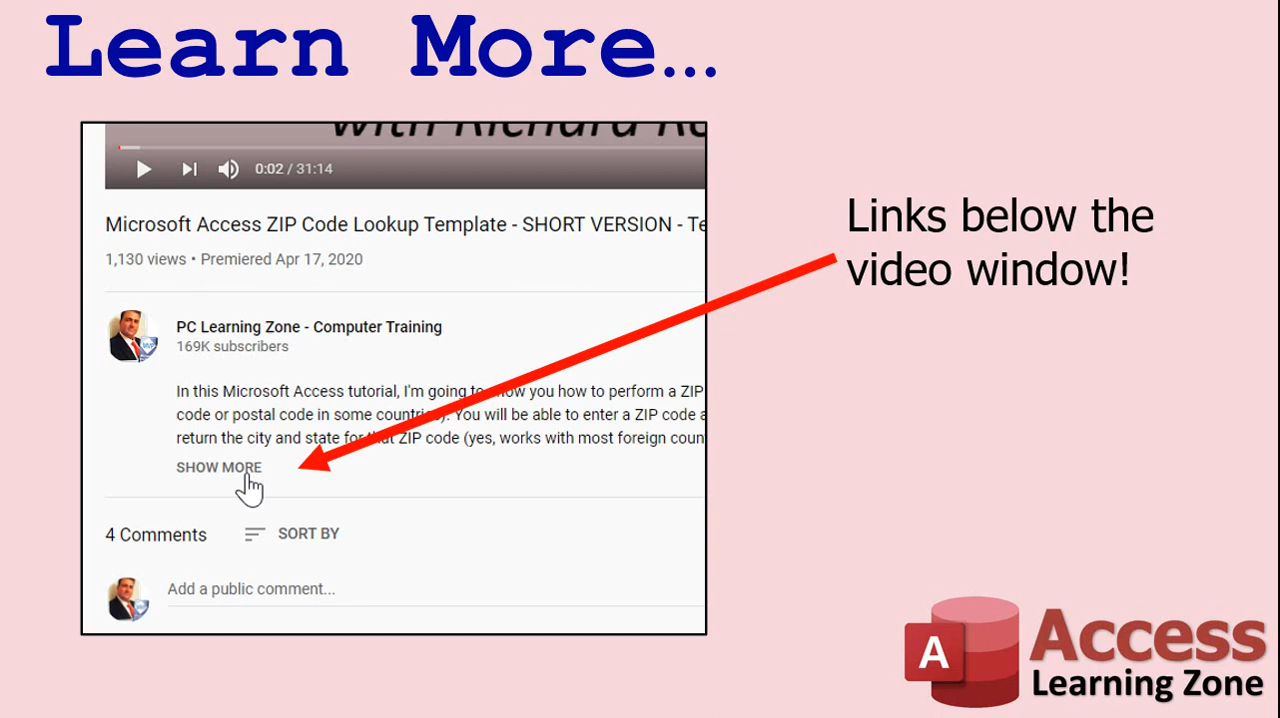 Learn More...
with Richard
0:02 / 31:14
Microsoft Access ZIP Code Lookup Template - SHORT VERSION - Te
1,130 views • Premiered Apr 17, 2020
PC Learning Zone - Computer Training
169K subscribers
In this Microsoft Access tutorial, I'm going to show you how to perform a ZIP
code or postal code in some countries). You will be able to enter a ZIP code
return the city and state for that ZIP code (yes, works with most foreign coun
SHOW MORE
4 Comments
SORT BY
Add a public comment...
Links below the
video window!
A
Access
Learning Zone